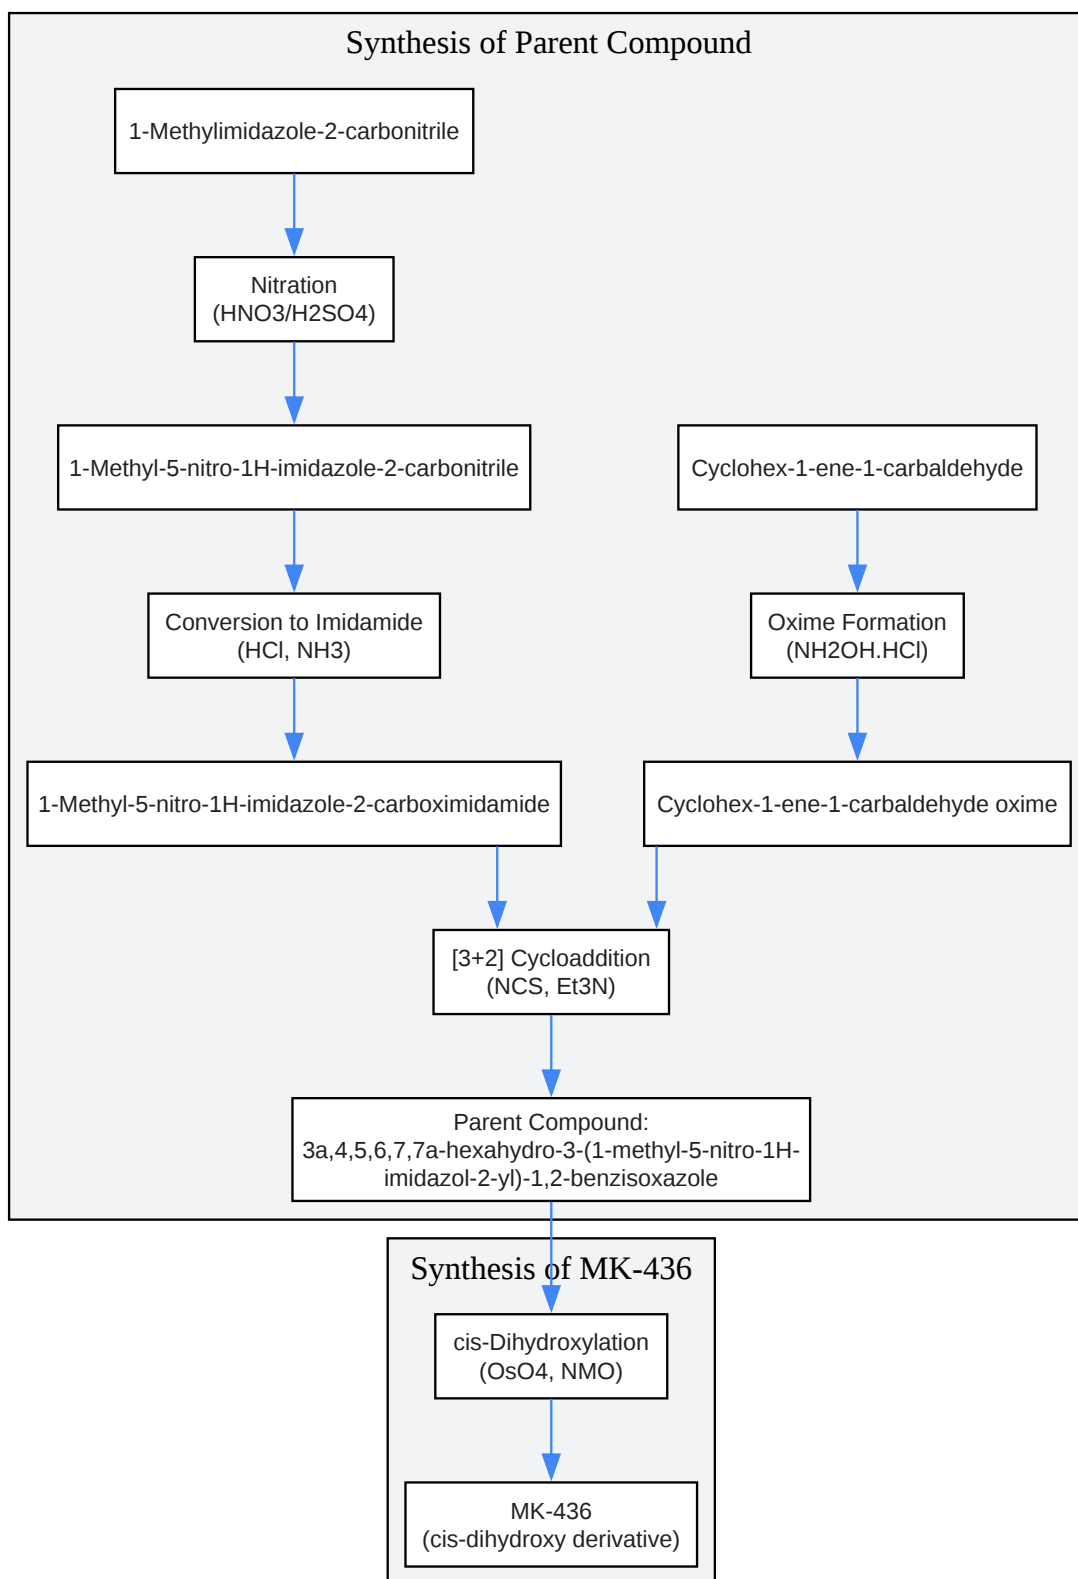 Synthesis of Parent Compound
1-Methylimidazole-2-carbonitrile
Nitration
(HNO3/H2SO4)
1-Methyl-5-nitro-1H-imidazole-2-carbonitrile
Cyclohex-1-ene-1-carbaldehyde
Conversion to Imidamide
(HCl, NH3)
Oxime Formation
(NH2OH.HCl)
1-Methyl-5-nitro-1H-imidazole-2-carboximidamide
Cyclohex-1-ene-1-carbaldehyde oxime
[3+2] Cycloaddition
(NCS, Et3N)
Parent Compound:
3a,4,5,6,7,7a-hexahydro-3-(1-methyl-5-nitro-1H-
imidazol-2-yl)-1,2-benzisoxazole
Synthesis of MK-436
cis-Dihydroxylation
(OsO4, NMO)
MK-436
(cis-dihydroxy derivative)